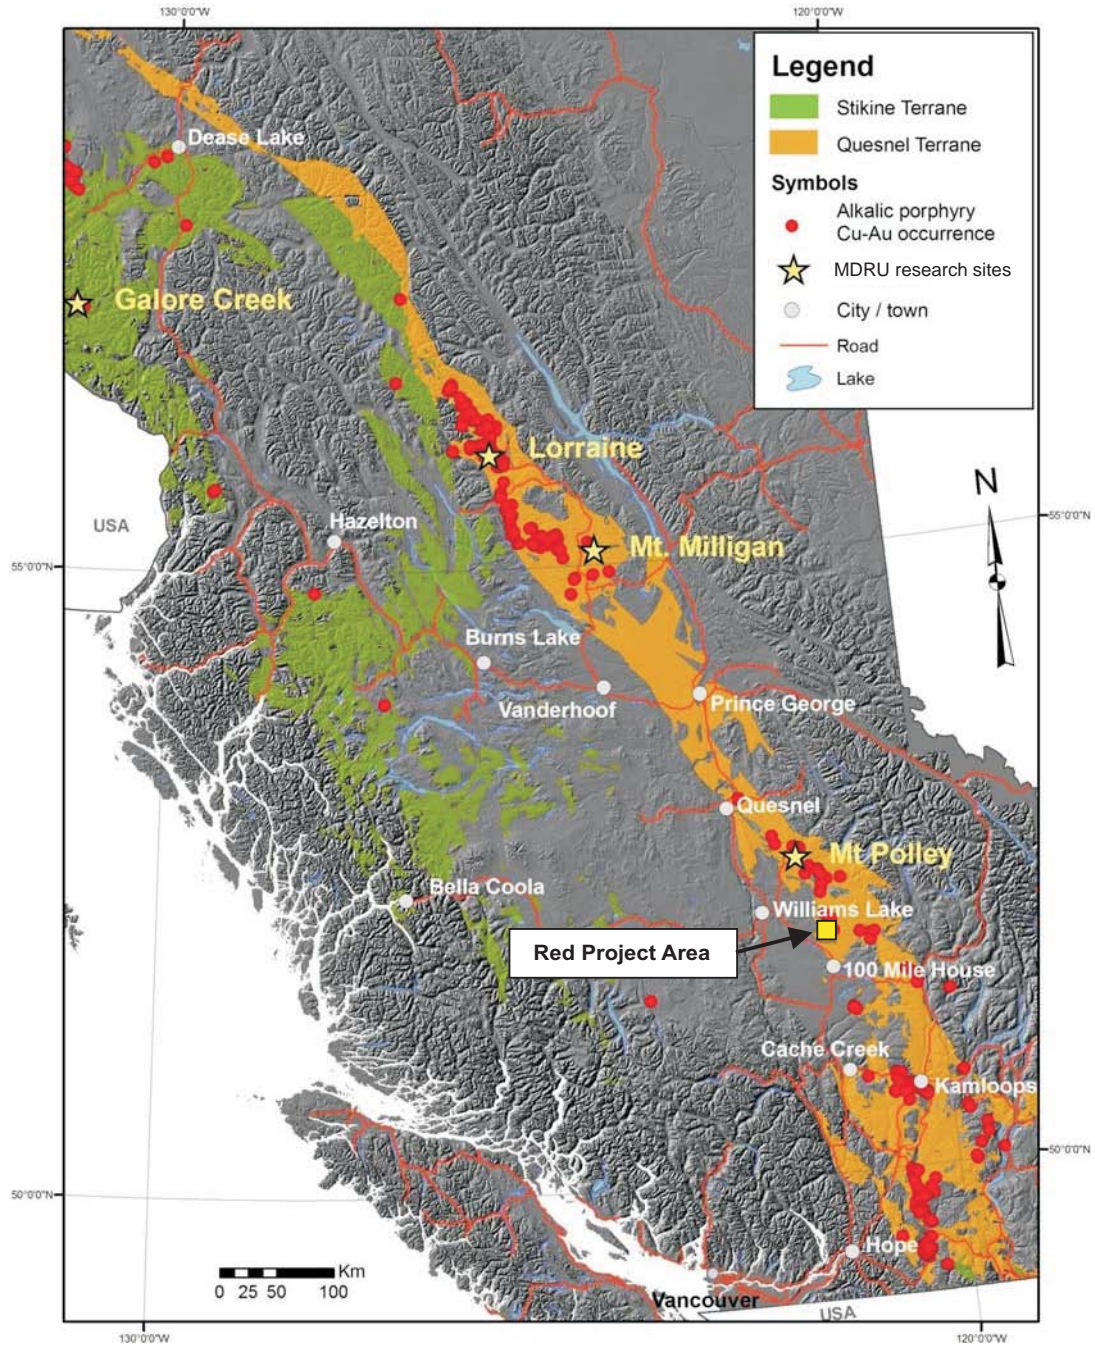 130°0'0"W
120°0'0"W
Legend
Stikine Terrane
Quesnel Terrane
Symbols
Alkalic porphyry
Cu-Au occurrence
MDRU research sites
City / town
Road
Lake
Dease Lake
Galore Creek
Lorraine
N
USA
Hazelton
55°0'0"N
Mt. Milligan
55°0'0"N
Burns Lake
Vanderhoof
Prince George
Quesnel
Mt Polley
Bella Coola
Williams Lake
Red Project Area
100 Mile House
Cache Creek
Kamloops
50°0'0"N
50°0'0"N
Hope
Km
0 25 50 100
Vancouver
USA
130°0'0"W
120°0'0"W